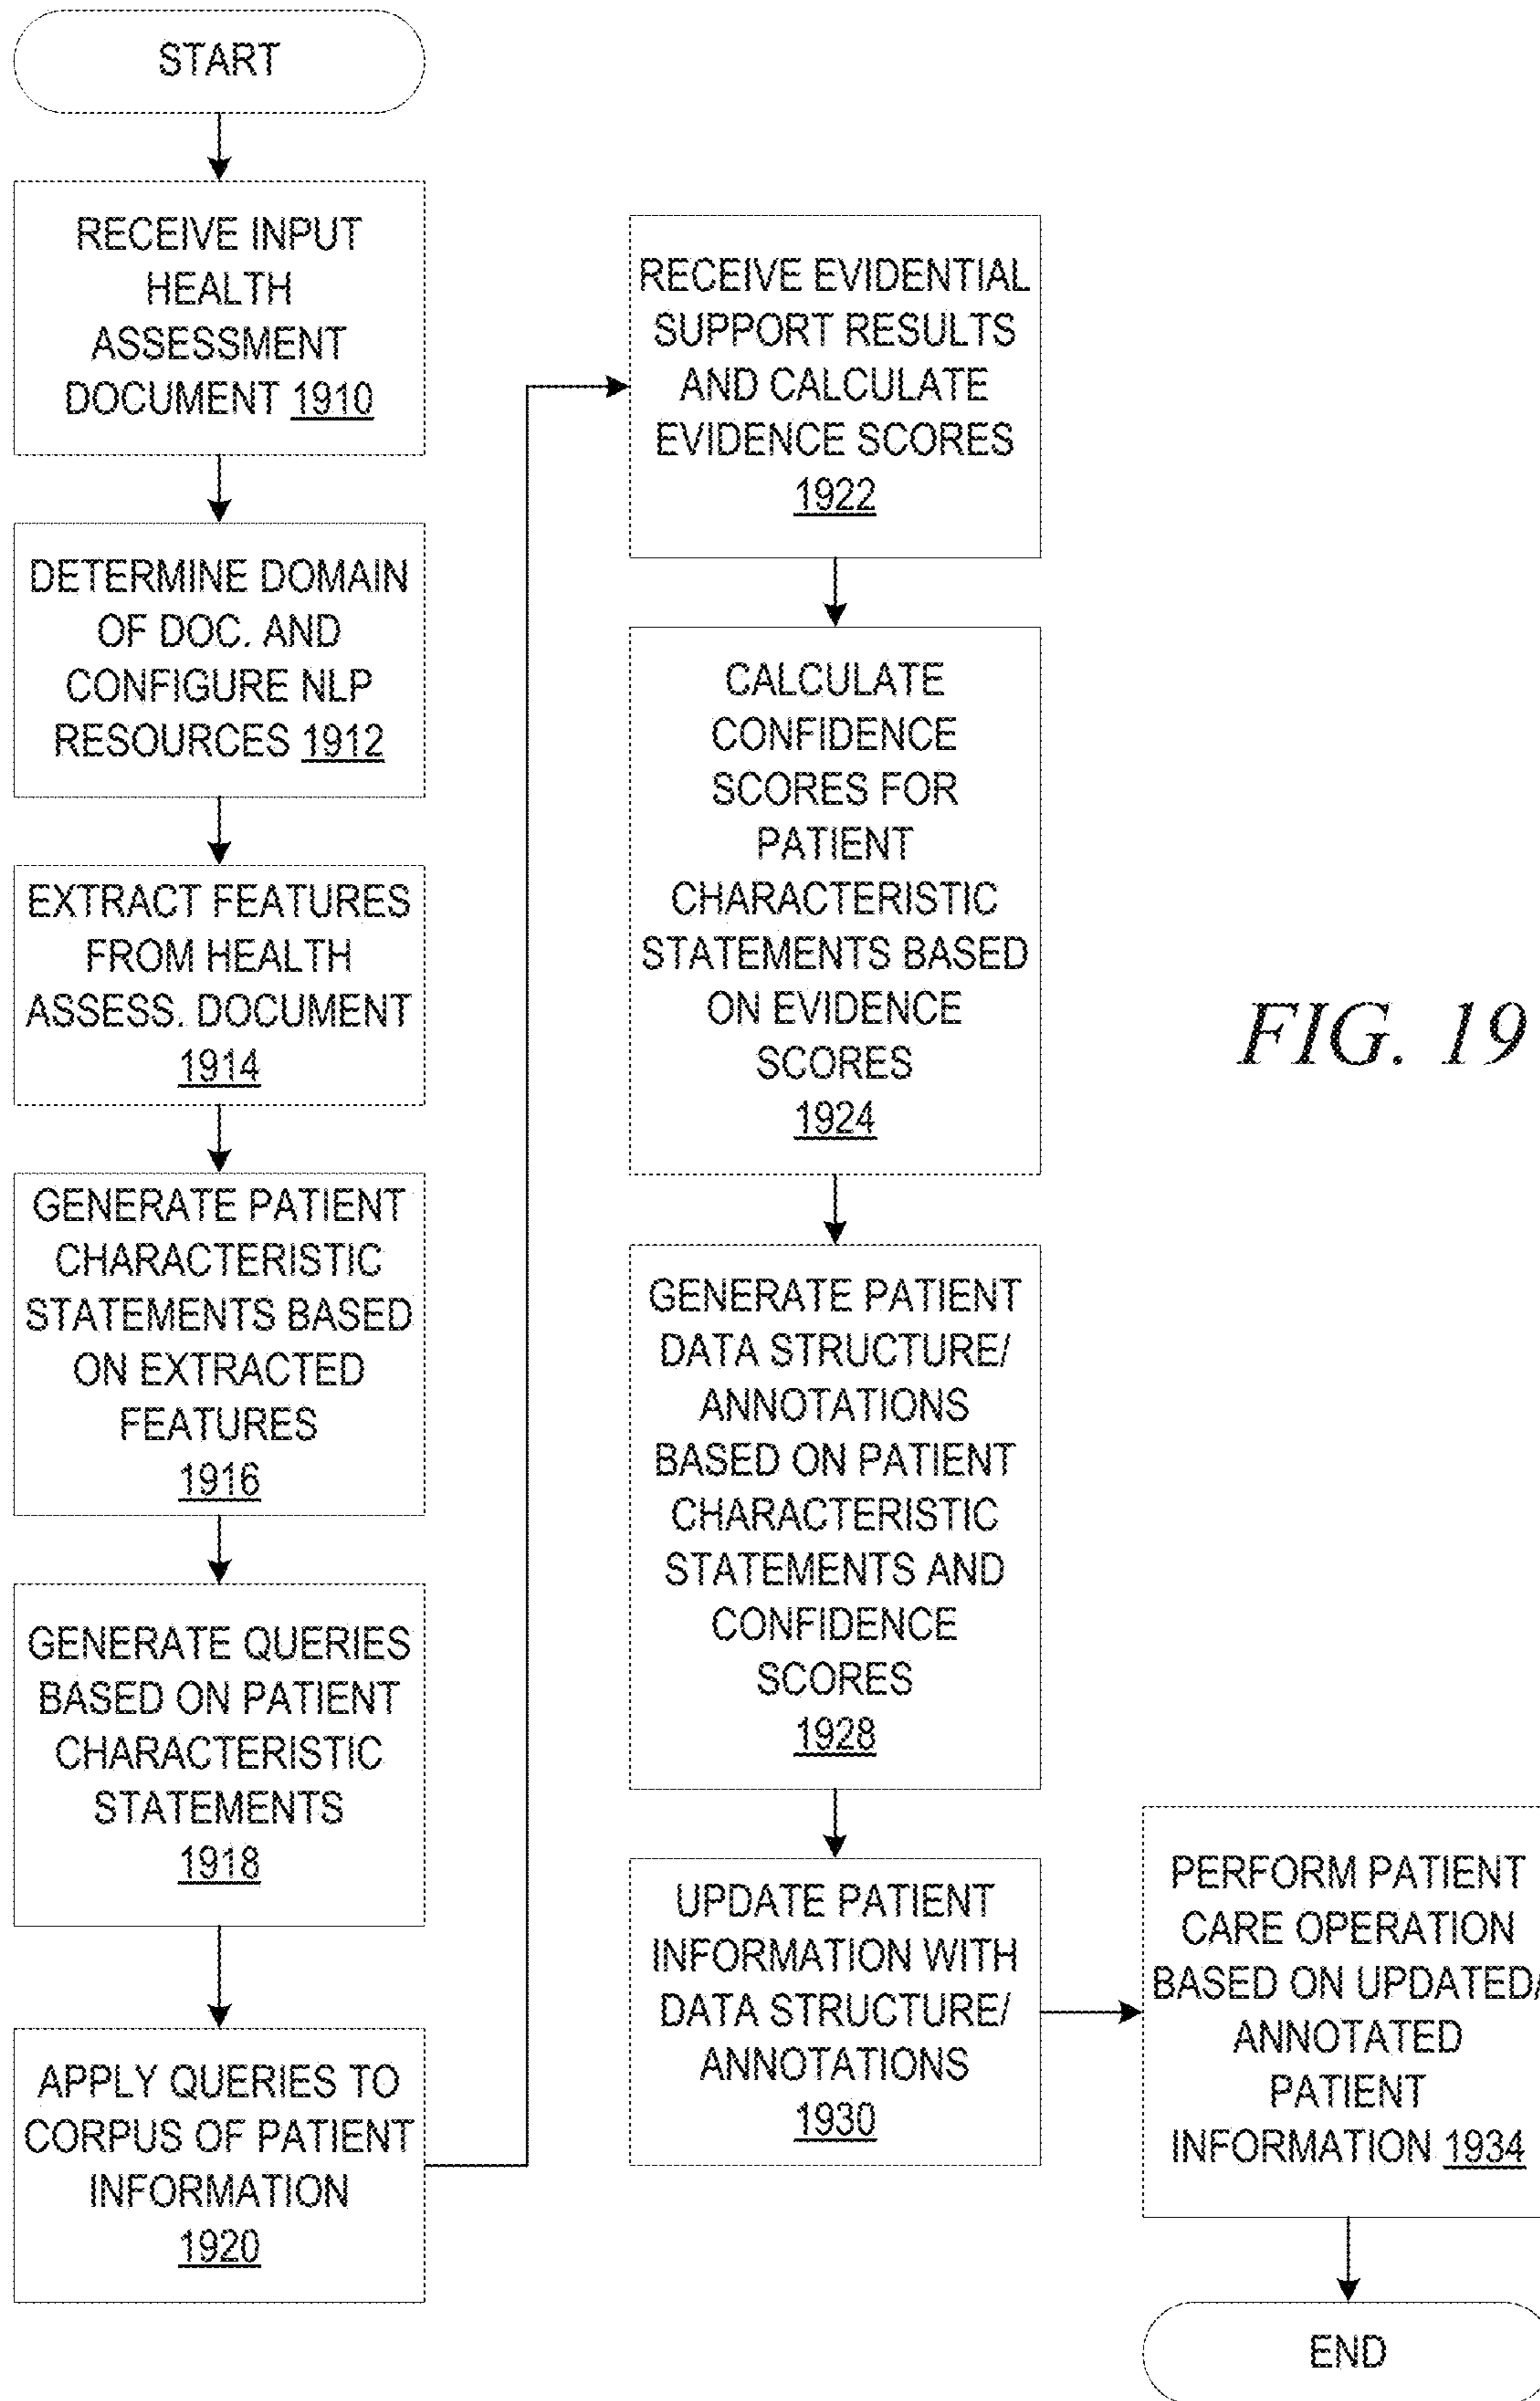 START
RECEIVE INPUT
HEALTH
ASSESSMENT
DOCUMENT 1910
DETERMINE DOMAIN
OF DOC. AND
CONFIGURE NLP
RESOURCES 1912
EXTRACT FEATURES
FROM HEALTH
ASSESS. DOCUMENT
1914
GENERATE PATIENT
CHARACTERISTIC
STATEMENTS BASED
ON EXTRACTED
FEATURES
1916
GENERATE QUERIES
BASED ON PATIENT
CHARACTERISTIC
STATEMENTS
1918
APPLY QUERIES TO
CORPUS OF PATIENT
INFORMATION
1920
RECEIVE EVIDENTIAL
SUPPORT RESULTS
AND CALCULATE
EVIDENCE SCORES
1922
CALCULATE
CONFIDENCE
SCORES FOR
PATIENT
CHARACTERISTIC
STATEMENTS BASED
ON EVIDENCE
SCORES
1924
GENERATE PATIENT
DATA STRUCTURE/
ANNOTATIONS
BASED ON PATIENT
CHARACTERISTIC
STATEMENTS AND
CONFIDENCE
SCORES
1928
UPDATE PATIENT
INFORMATION WITH
DATA STRUCTURE/
ANNOTATIONS
1930
PERFORM PATIENT
CARE OPERATION
BASED ON UPDATED/
ANNOTATED
PATIENT
INFORMATION 1934
END
FIG. 19